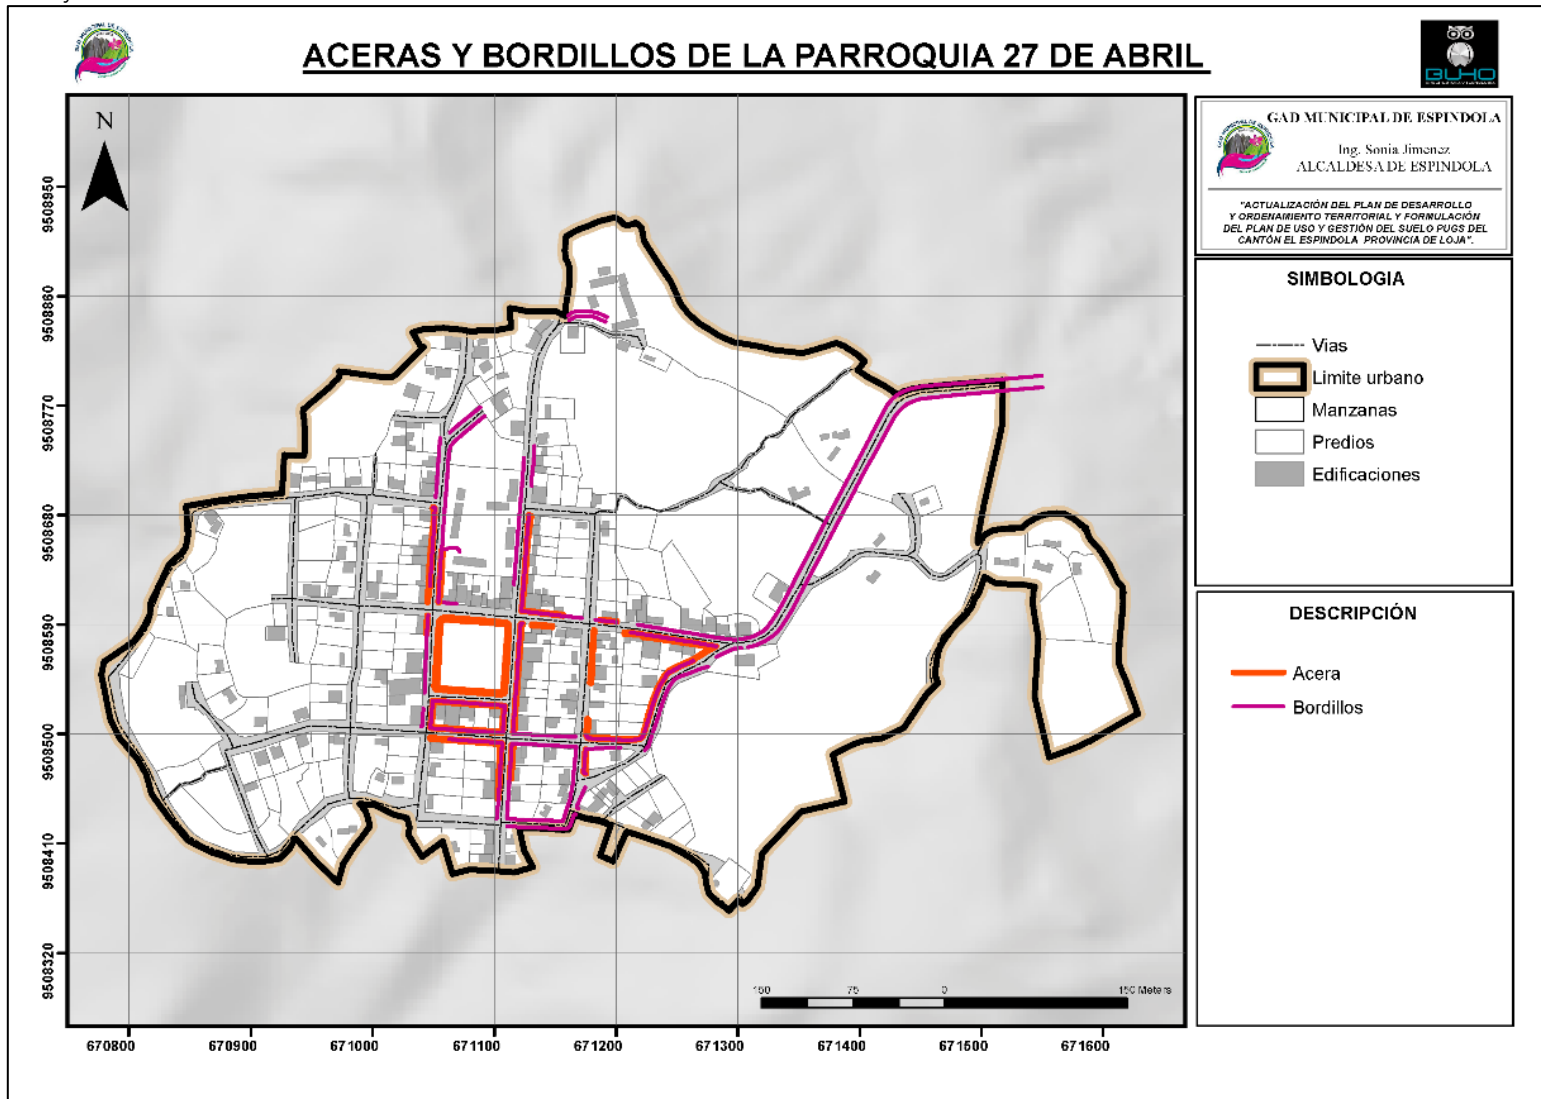 ACERAS Y BORDILLOS DE LA PARROQUIA 27 DE ABRIL
BUHO
N
GAD MUNICIPAL DE ESPINDOLA
Ing. Sonia Jimenez
ALCALDESA DE ESPINDOLA
"ACTUALIZACIÓN DEL PLAN DE DESARROLLO
Y ORDENAMIENTO TERRITORIAL Y FORMULACIÓN
DEL PLAN DE USO Y GESTIÓN DEL SUELO PUGS DEL
CANTÓN EL ESPINDOLA PROVINCIA DE LOJA".
SIMBOLOGIA
Vias
Limite urbano
Manzanas
Predios
Edificaciones
DESCRIPCIÓN
Acera
Bordillos
9508950
9508860
9508770
9508680
9508590
9508500
9508410
9508320
150 75 0 150 Meters
670800 670900 671000 671100 671200 671300 671400 671500 671600